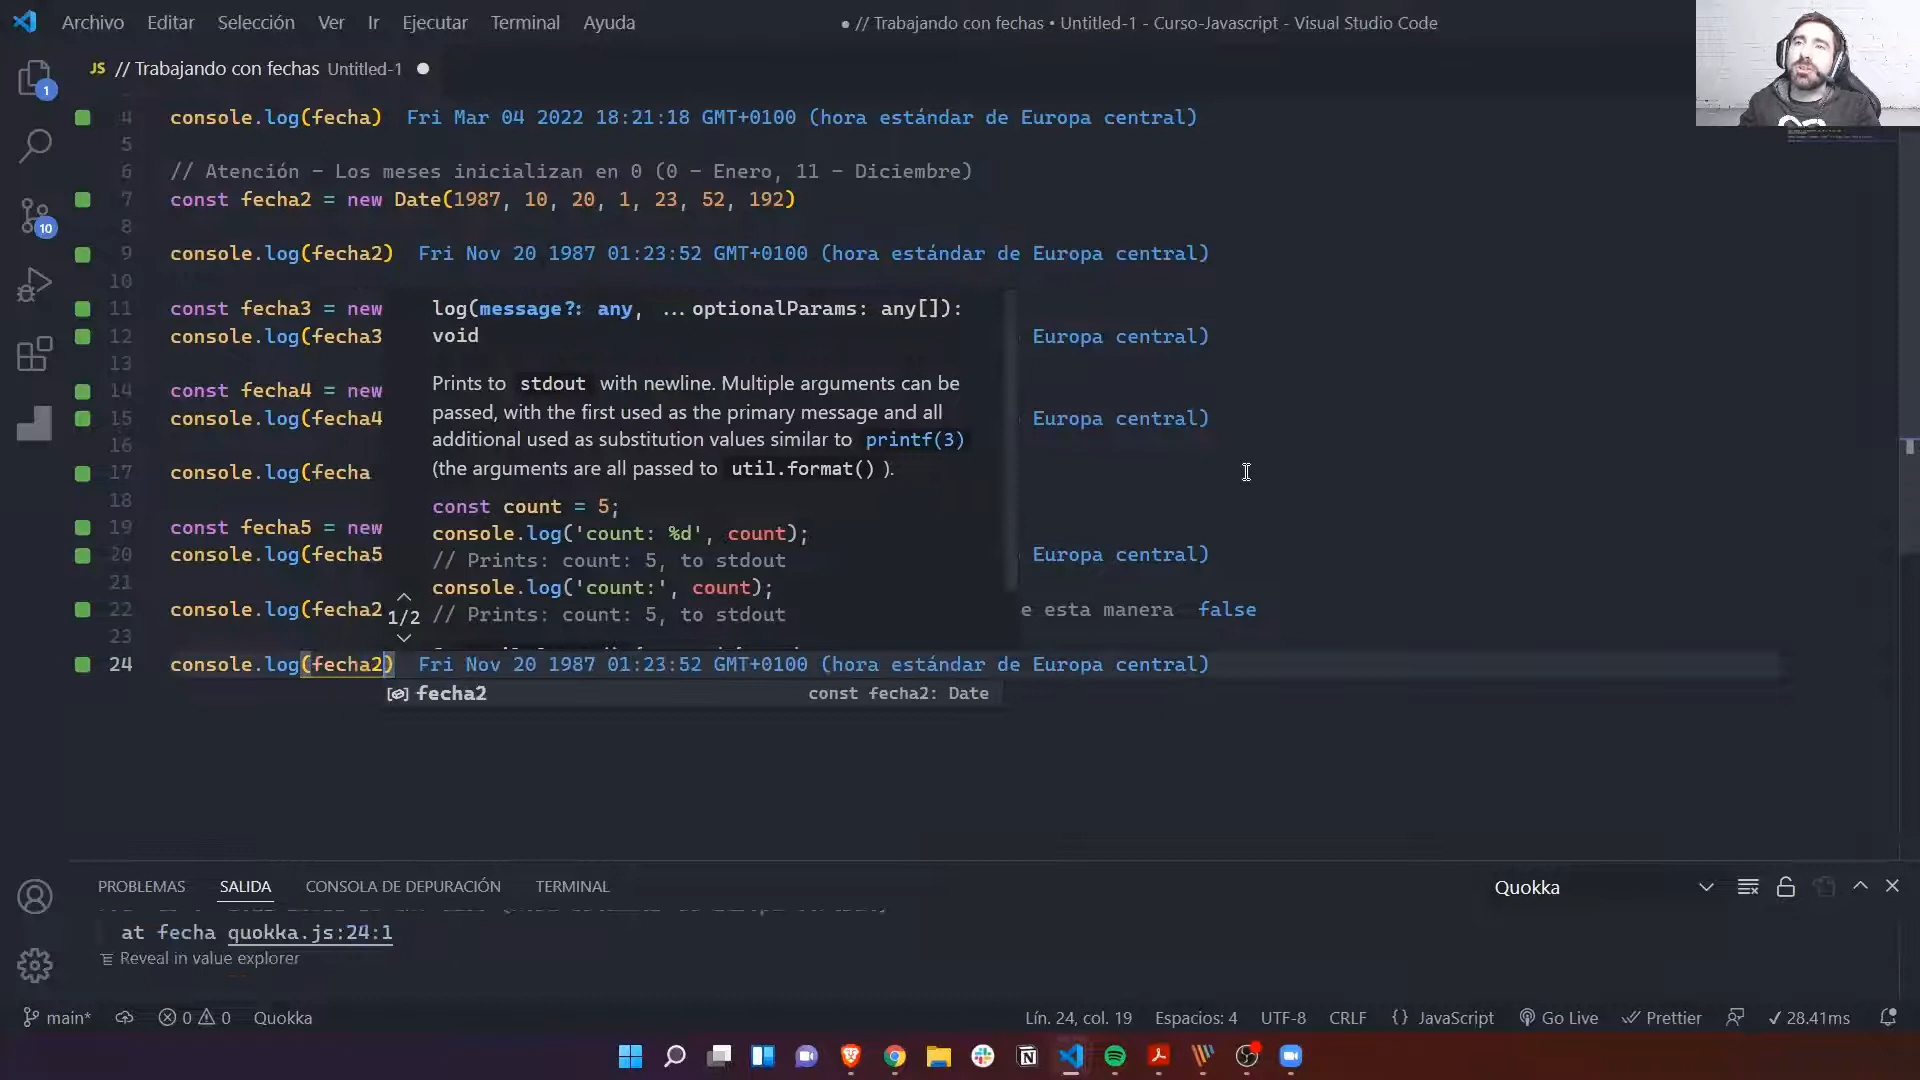 Archivo Editar Selección Ver Ir Ejecutar Terminal Ayuda
● // Trabajando con fechas • Untitled-1 - Curso-Javascript - Visual Studio Code
JS // Trabajando con fechas Untitled-1
1
10
4 console.log(fecha) Fri Mar 04 2022 18:21:18 GMT+0100 (hora estándar de Europa central)
5
6 // Atención - Los meses inicializan en 0 (0 - Enero, 11 - Diciembre)
7 const fecha2 = new Date(1987, 10, 20, 1, 23, 52, 192)
8
9 console.log(fecha2) Fri Nov 20 1987 01:23:52 GMT+0100 (hora estándar de Europa central)
10
11 const fecha3 = new
12 console.log(fecha3 Europa central)
13
14 const fecha4 = new
15 console.log(fecha4 Europa central)
16
17 console.log(fecha
18
19 const fecha5 = new
20 console.log(fecha5 Europa central)
21
22 console.log(fecha2 e esta manera false
23
24 console.log(fecha2) Fri Nov 20 1987 01:23:52 GMT+0100 (hora estándar de Europa central)
log(message?: any, ...optionalParams: any[]):
void
Prints to stdout with newline. Multiple arguments can be
passed, with the first used as the primary message and all
additional used as substitution values similar to printf(3)
(the arguments are all passed to util.format() ).
const count = 5;
console.log('count: %d', count);
// Prints: count: 5, to stdout
console.log('count:', count);
// Prints: count: 5, to stdout
1/2
fecha2 const fecha2: Date
PROBLEMAS SALIDA CONSOLA DE DEPURACIÓN TERMINAL Quokka
at fecha quokka.js:24:1
Reveal in value explorer
main* 0 0 Quokka Lín. 24, col. 19 Espacios: 4 UTF-8 CRLF {} JavaScript Go Live Prettier ✓ 28.41ms